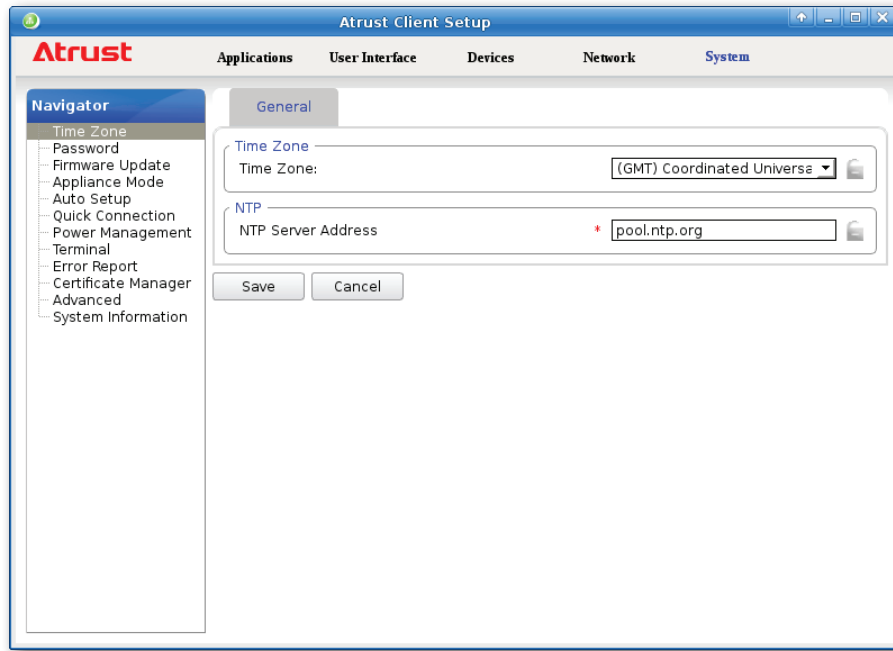 Atrust Client Setup
Atrust
Applications User Interface Devices Network System
Navigator
Time Zone
Password
Firmware Update
Appliance Mode
Auto Setup
Quick Connection
Power Management
Terminal
Error Report
Certificate Manager
Advanced
System Information
General
Time Zone
Time Zone: (GMT) Coordinated Universa
NTP
NTP Server Address * pool.ntp.org
Save Cancel